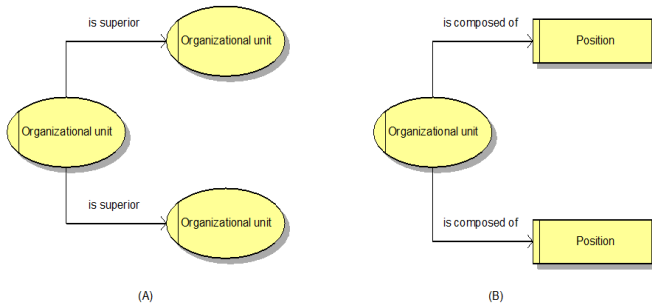 is superior
Organizational unit
Organizational unit
is superior
Organizational unit
(A)
is composed of
Position
Organizational unit
is composed of
Position
(B)